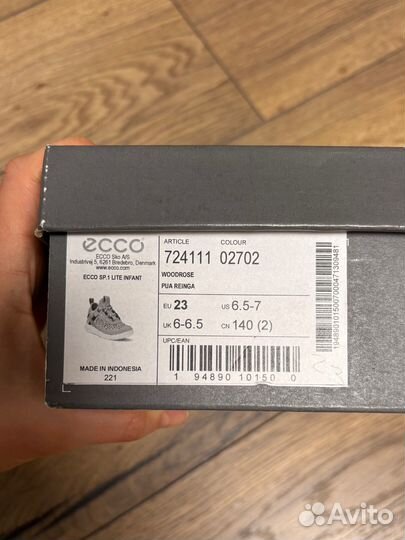 ecco
ECCO Sko A/S
Industrivej 5, 6261 Bredebro, Denmark
www.ecco.com
ECCO SP.1 LITE INFANT
MADE IN INDONESIA
221
ARTICLE COLOUR
724111 02702
WOODROSE
PUA REINGA
EU 23 US 6.5-7
UK 6-6.5 CN 140 (2)
UPC/EAN
1 94890 10150 0
Avito